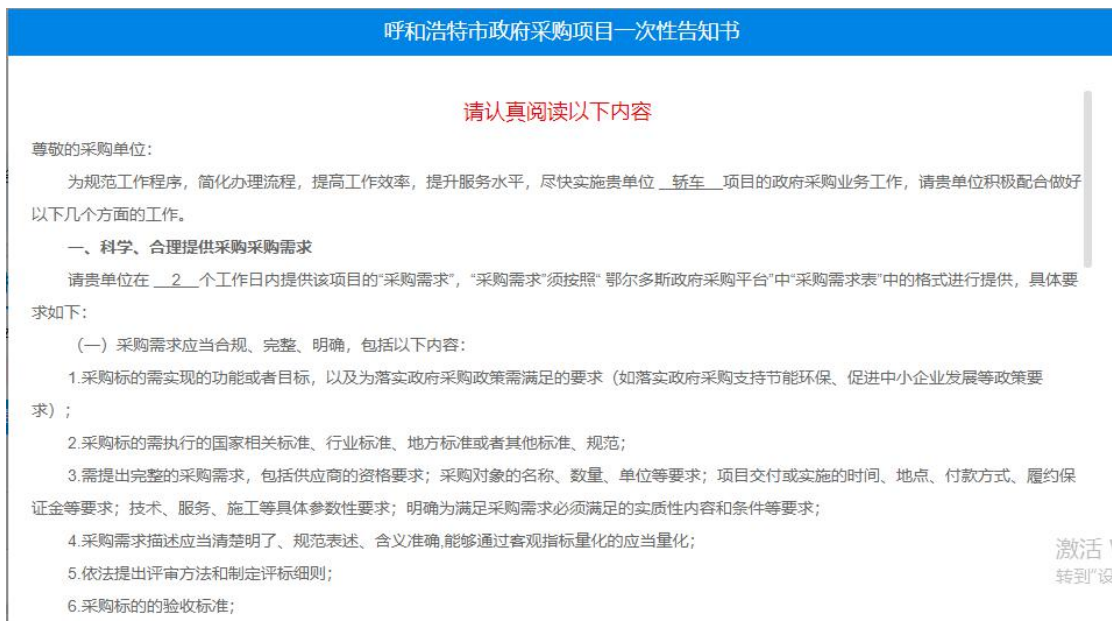 呼和浩特市政府采购项目一次性告知书
请认真阅读以下内容
尊敬的采购单位：
为规范工作程序，简化办理流程，提高工作效率，提升服务水平，尽快实施贵单位 轿车 项目的政府采购业务工作，请贵单位积极配合做好
以下几个方面的工作。
一、科学、合理提供采购采购需求
请贵单位在 2 个工作日内提供该项目的“采购需求”，“采购需求”须按照“ 鄂尔多斯政府采购平台”中“采购需求表”中的格式进行提供，具体要
求如下：
（一）采购需求应当合规、完整、明确，包括以下内容：
1.采购标的需实现的功能或者目标，以及为落实政府采购政策需满足的要求（如落实政府采购支持节能环保、促进中小企业发展等政策要
求）；
2.采购标的需执行的国家相关标准、行业标准、地方标准或者其他标准、规范；
3.需提出完整的采购需求，包括供应商的资格要求；采购对象的名称、数量、单位等要求；项目交付或实施的时间、地点、付款方式、履约保
证金等要求；技术、服务、施工等具体参数性要求；明确为满足采购需求必须满足的实质性内容和条件等要求；
4.采购需求描述应当清楚明了、规范表述、含义准确,能够通过客观指标量化的应当量化；
激活
5.依法提出评审方法和制定评标细则；
转到“设
6.采购标的的验收标准；